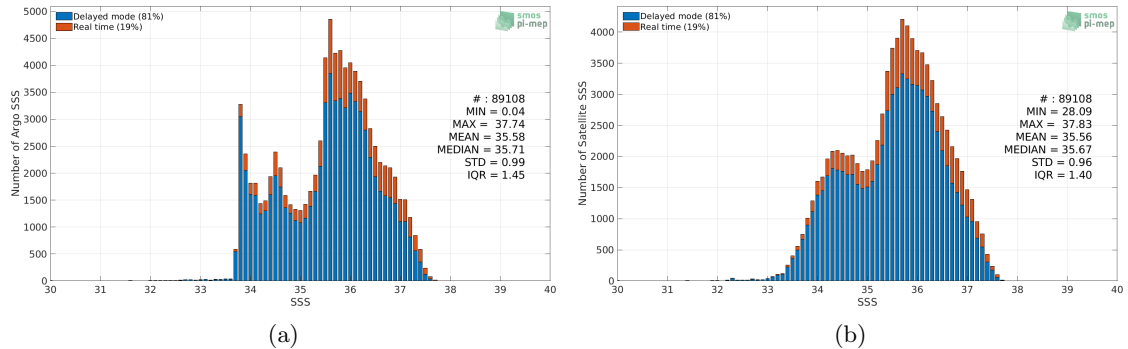 Delayed mode (81%)
Real time (19%)
smos
pi-mep
Number of Argo SSS
5000
4500
4000
3500
3000
2500
2000
1500
1000
500
0
# : 89108
MIN = 0.04
MAX = 37.74
MEAN = 35.58
MEDIAN = 35.71
STD = 0.99
IQR = 1.45
30 31 32 33 34 35 36 37 38 39 40
SSS
(a)
Delayed mode (81%)
Real time (19%)
smos
pi-mep
Number of Satellite SSS
4000
3500
3000
2500
2000
1500
1000
500
0
# : 89108
MIN = 28.09
MAX = 37.83
MEAN = 35.56
MEDIAN = 35.67
STD = 0.96
IQR = 1.40
30 31 32 33 34 35 36 37 38 39 40
SSS
(b)